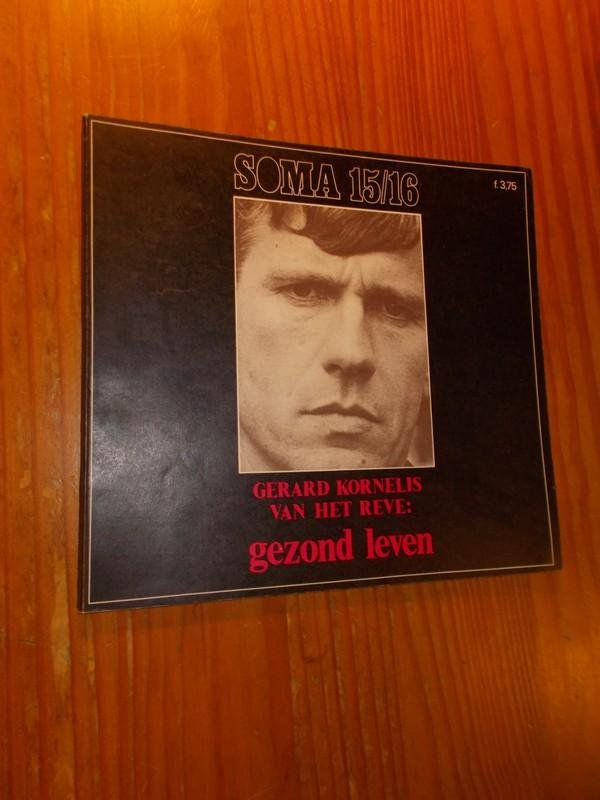 SOMA 15/16
f. 3,75
GERARD KORNELIS
VAN HET REVE:
gezond leven